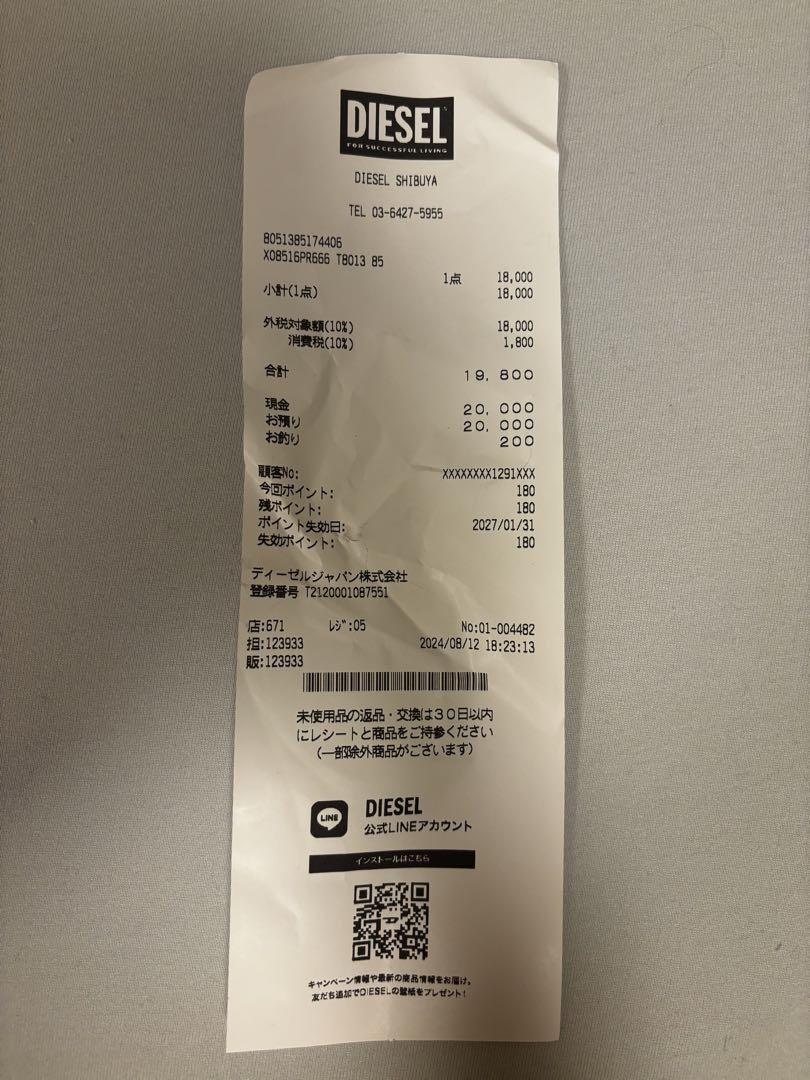 DIESEL
FOR SUCCESSFUL LIVING
DIESEL SHIBUYA
TEL 03-6427-5955
8051385174406
X08516PR666 T8013 85
1点 18,000
小計(1点) 18,000
外税対象額(10%) 18,000
消費税(10%) 1,800
合計 19,800
現金 20,000
お預り 20,000
お釣り 200
顧客No: XXXXXXXX1291XXX
今回ポイント: 180
残ポイント: 180
ポイント失効日: 2027/01/31
失効ポイント: 180
ディーゼルジャパン株式会社
登録番号 T2120001087551
店:671 レジ:05 No:01-004482
担:123933 2024/08/12 18:23:13
販:123933
未使用品の返品・交換は30日以内
にレシートと商品をご持参ください
(一部除外商品がございます)
LINE
DIESEL
公式LINEアカウント
インストールはこちら
キャンペーン情報や最新の商品情報をお届け。
友だち追加でDIESELの壁紙をプレゼント!